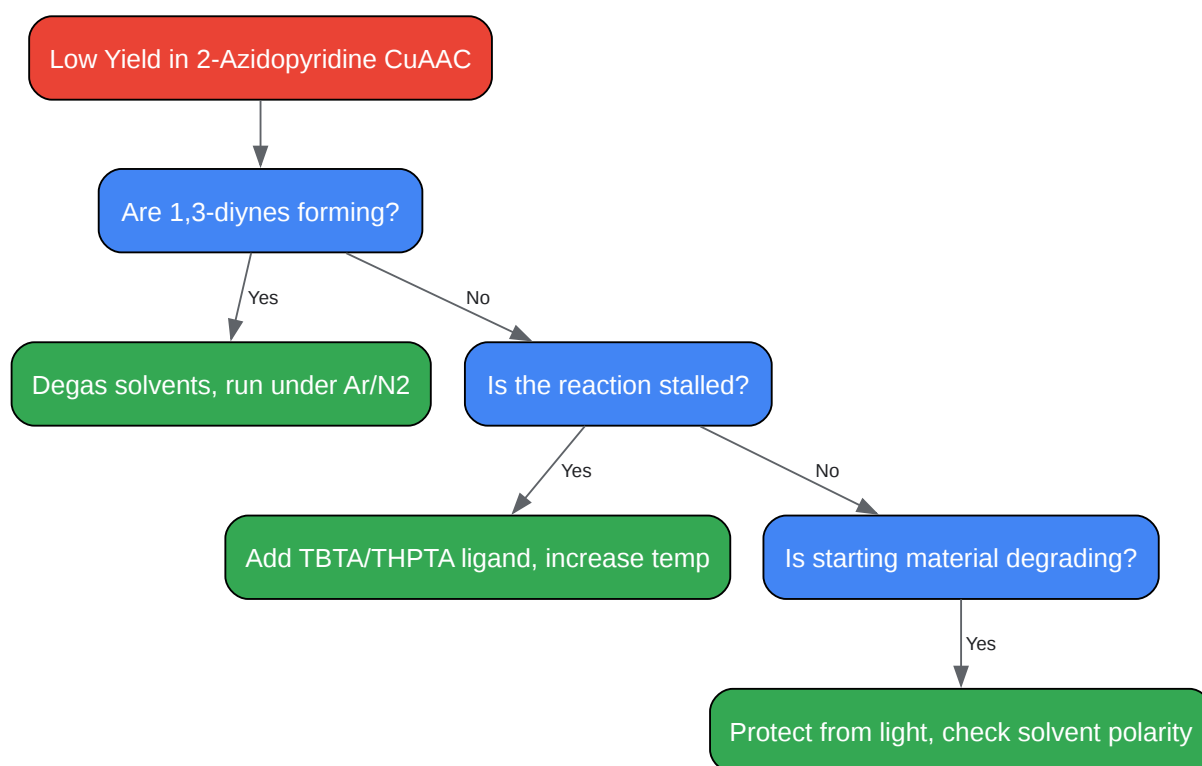 Low Yield in 2-Azidopyridine CuAAC
Are 1,3-diynes forming?
Yes
No
Degas solvents, run under Ar/N2
Is the reaction stalled?
Yes
No
Add TBTA/THPTA ligand, increase temp
Is starting material degrading?
Yes
Protect from light, check solvent polarity